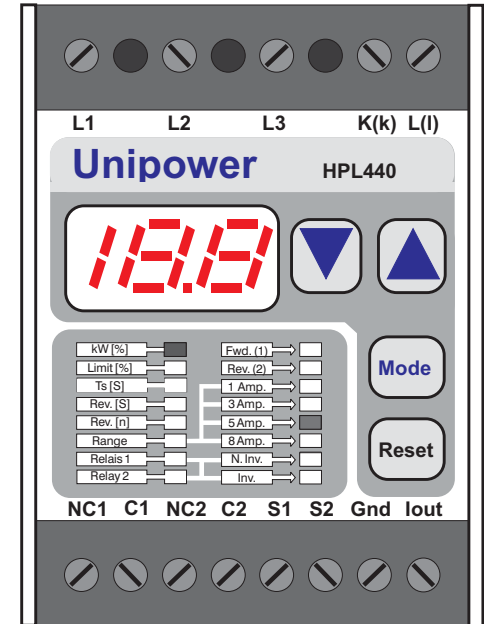 L1 L2 L3 K(k) L(l)
Unipower HPL440
18.8
kW [%] Fwd. (1)
Limit [%] Rev. (2)
Ts [S] 1 Amp.
Rev. [S] 3 Amp.
Rev. [n] 5 Amp.
Range 8 Amp.
Relais 1 N. Inv.
Relay 2 Inv.
Mode
Reset
NC1 C1 NC2 C2 S1 S2 Gnd Iout